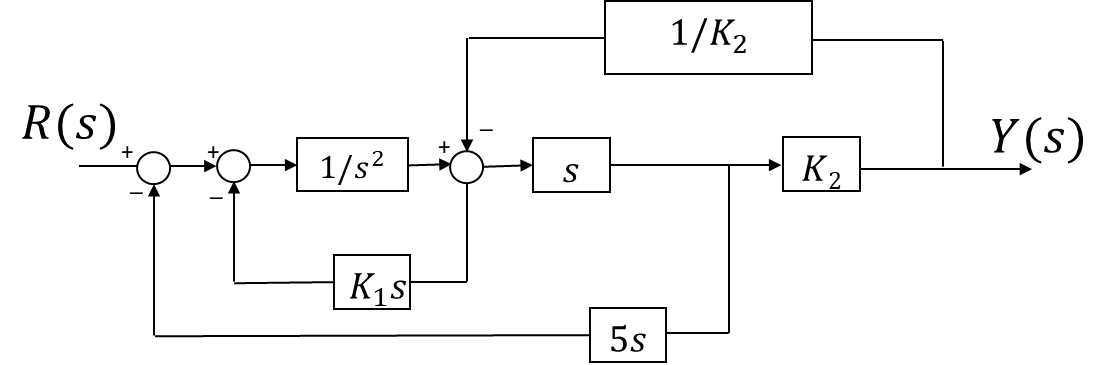 1/K₂
R(s)
Y(s)
+
+
+
−
1/s²
s
K₂
−
−
K₁s
5s